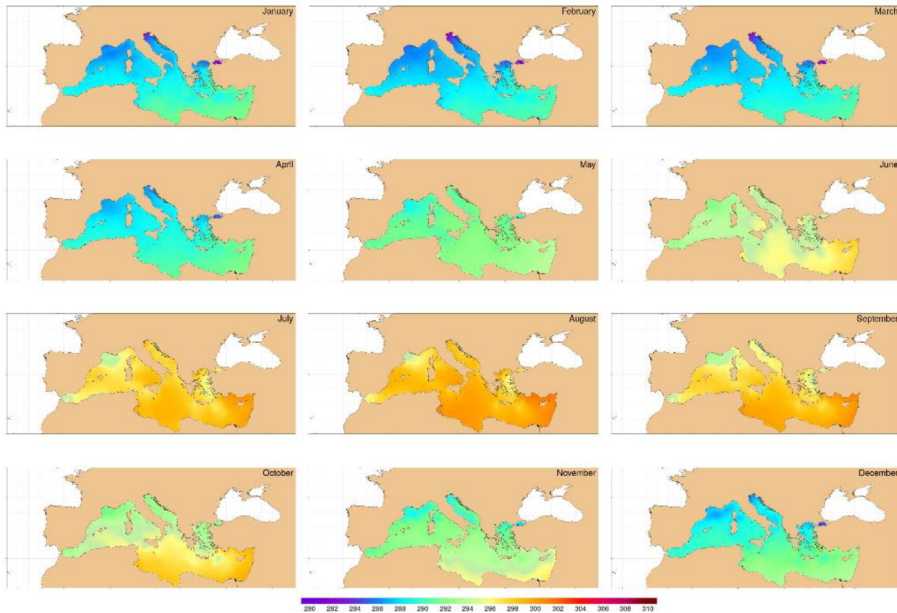 January
February
March
April
May
June
July
August
September
October
November
December
280 282 284 286 288 290 292 294 296 298 300 302 304 306 308 310